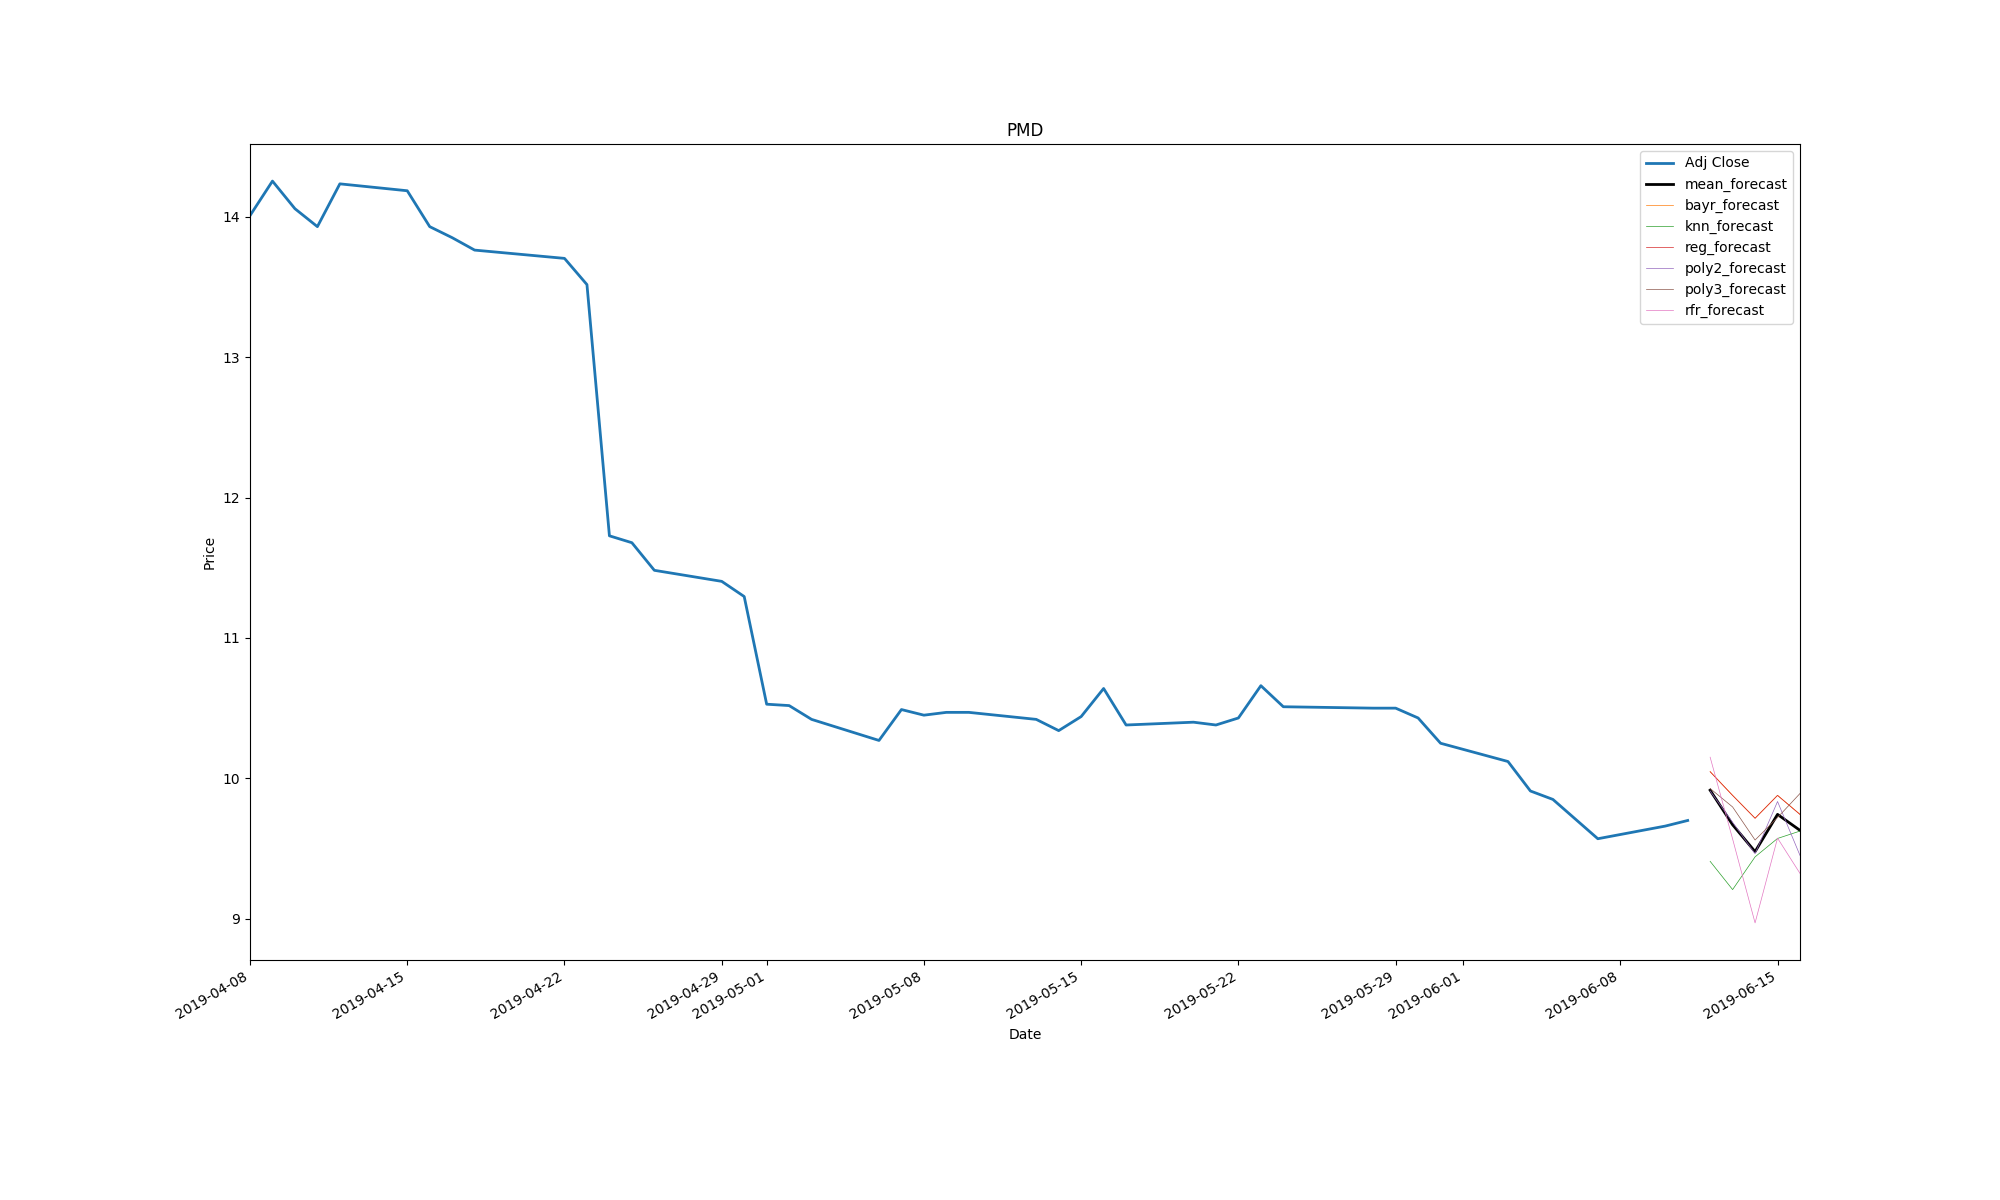 PMD
Adj Close
mean_forecast
bayr_forecast
knn_forecast
reg_forecast
poly2_forecast
poly3_forecast
rfr_forecast
Price
14
13
12
11
10
9
2019-04-08
2019-04-15
2019-04-22
2019-04-29
2019-05-01
2019-05-08
2019-05-15
2019-05-22
2019-05-29
2019-06-01
2019-06-08
2019-06-15
Date